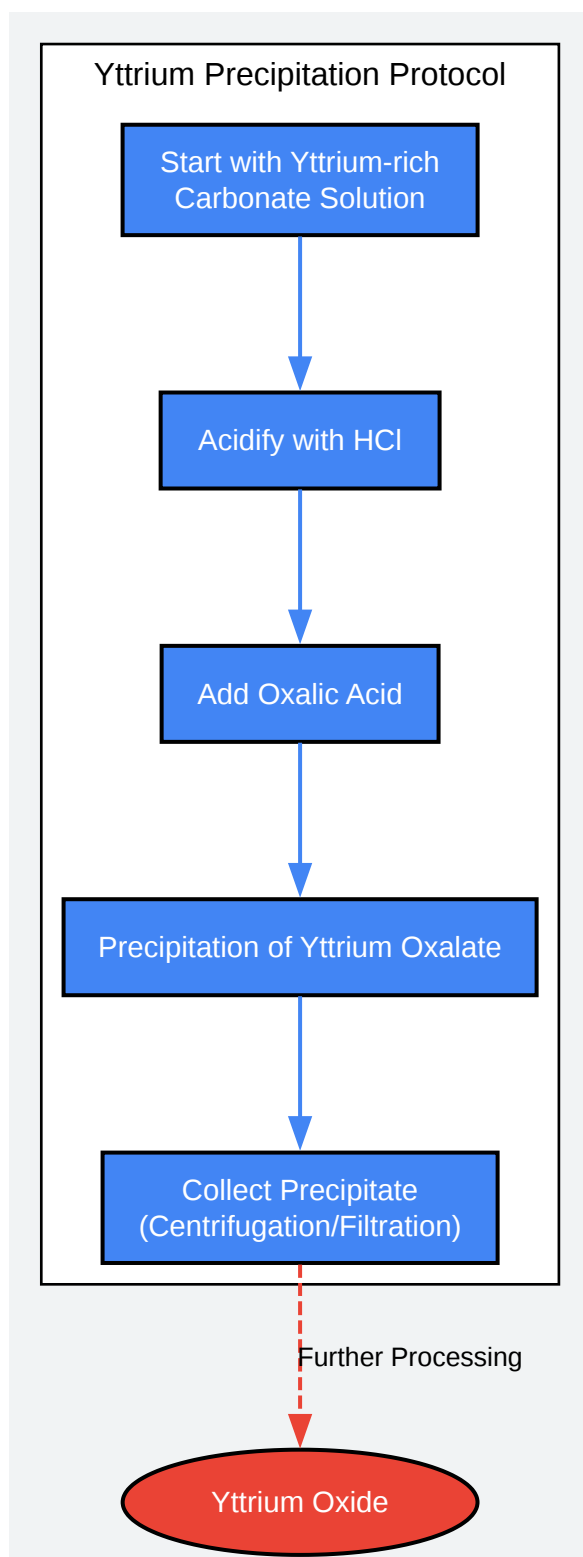 Yttrium Precipitation Protocol
Start with Yttrium-rich
Carbonate Solution
Acidify with HCl
Add Oxalic Acid
Precipitation of Yttrium Oxalate
Collect Precipitate
(Centrifugation/Filtration)
Further Processing
Yttrium Oxide